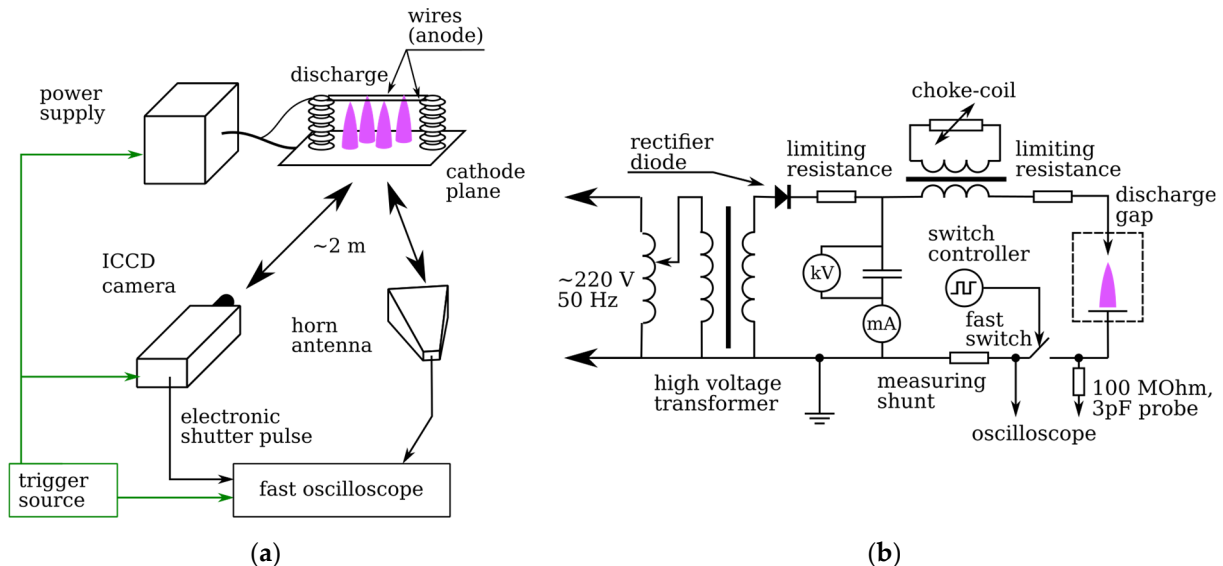 wires
(anode)
discharge
power
supply
cathode
plane
~2 m
ICCD
camera
horn
antenna
electronic
shutter pulse
trigger
source
fast oscilloscope
(a)
choke-coil
rectifier
diode
limiting
resistance
limiting
resistance
discharge
gap
switch
controller
~220 V
50 Hz
kV
mA
fast
switch
high voltage
transformer
measuring
shunt
100 MOhm,
3pF probe
oscilloscope
(b)